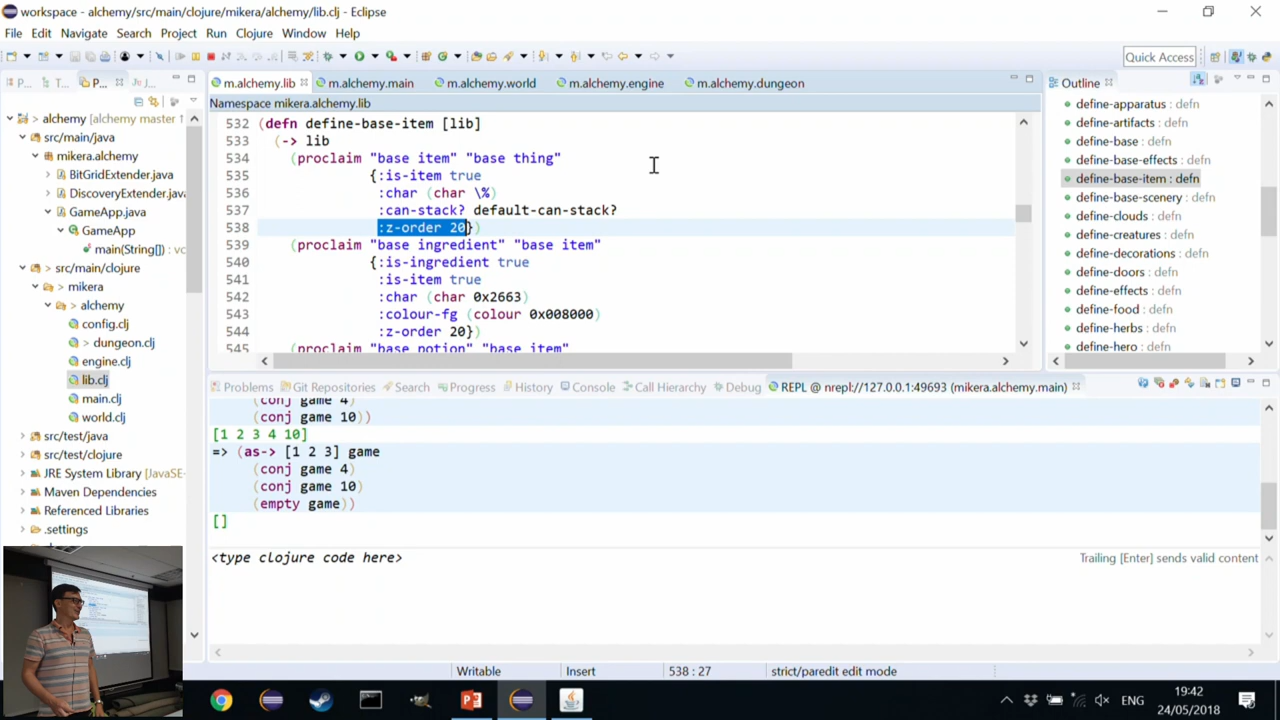 workspace - alchemy/src/main/clojure/mikera/alchemy/lib.clj - Eclipse
File Edit Navigate Search Project Run Clojure Window Help
Quick Access
P... T... P... J...
m.alchemy.lib m.alchemy.main m.alchemy.world m.alchemy.engine m.alchemy.dungeon
Outline
Namespace mikera.alchemy.lib
alchemy [alchemy master
src/main/java
mikera.alchemy
BitGridExtender.java
DiscoveryExtender.java
GameApp.java
GameApp
main(String[]) : vc
src/main/clojure
mikera
alchemy
config.clj
dungeon.clj
engine.clj
lib.clj
main.clj
world.clj
src/test/java
src/test/clojure
JRE System Library [JavaSE-
Maven Dependencies
Referenced Libraries
.settings
532 (defn define-base-item [lib]
533 (-> lib
534 (proclaim "base item" "base thing"
535 {:is-item true
536 :char (char \%)
537 :can-stack? default-can-stack?
538 :z-order 20})
539 (proclaim "base ingredient" "base item"
540 {:is-ingredient true
541 :is-item true
542 :char (char 0x2663)
543 :colour-fg (colour 0x008000)
544 :z-order 20})
545 (proclaim "base potion" "base item"
define-apparatus : defn
define-artifacts : defn
define-base : defn
define-base-effects : defn
define-base-item : defn
define-base-scenery : defn
define-clouds : defn
define-creatures : defn
define-decorations : defn
define-doors : defn
define-effects : defn
define-food : defn
define-herbs : defn
define-hero : defn
Problems Git Repositories Search Progress History Console Call Hierarchy Debug REPL @ nrepl://127.0.0.1:49693 (mikera.alchemy.main)
(conj game 4)
(conj game 10))
[1 2 3 4 10]
=> (as-> [1 2 3] game
(conj game 4)
(conj game 10)
(empty game))
[]
<type clojure code here>
Trailing [Enter] sends valid content
Writable Insert 538 : 27 strict/paredit edit mode
ENG
19:42
24/05/2018